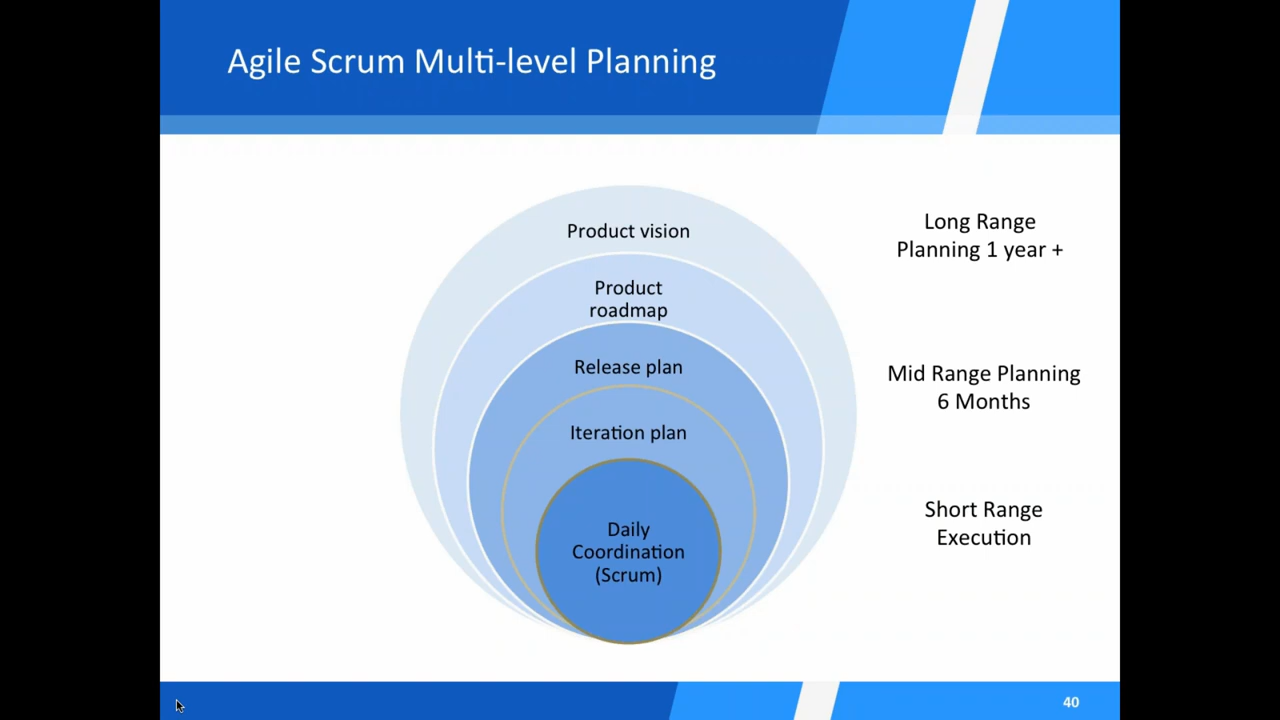 Agile Scrum Multi-level Planning
Product vision
Product
roadmap
Release plan
Iteration plan
Daily
Coordination
(Scrum)
Long Range
Planning 1 year +
Mid Range Planning
6 Months
Short Range
Execution
40